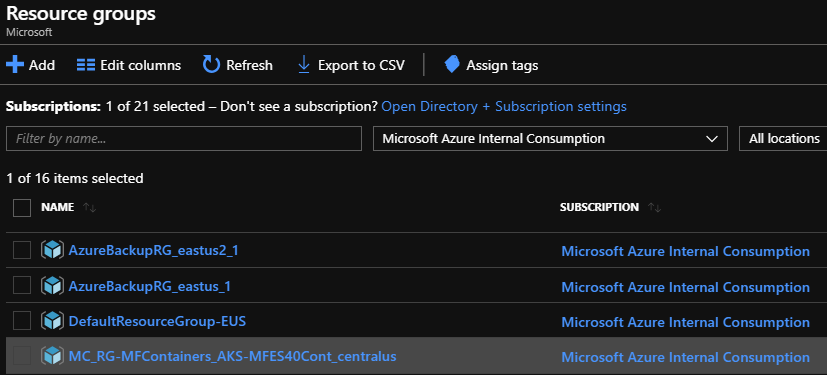 Resource groups
Microsoft
Add Edit columns Refresh Export to CSV Assign tags
Subscriptions: 1 of 21 selected – Don't see a subscription? Open Directory + Subscription settings
Filter by name... Microsoft Azure Internal Consumption All locations
1 of 16 items selected
NAME SUBSCRIPTION
AzureBackupRG_eastus2_1 Microsoft Azure Internal Consumption
AzureBackupRG_eastus_1 Microsoft Azure Internal Consumption
DefaultResourceGroup-EUS Microsoft Azure Internal Consumption
MC_RG-MFContainers_AKS-MFES40Cont_centralus Microsoft Azure Internal Consumption